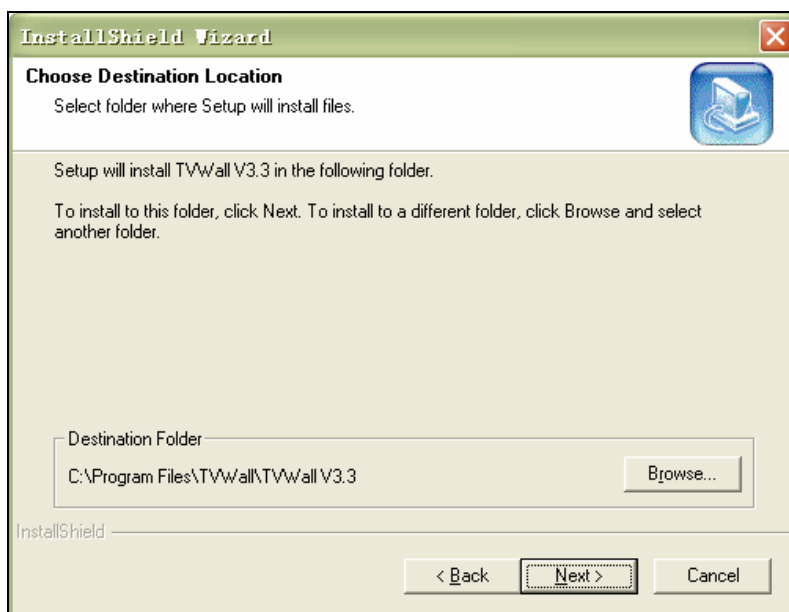 InstallShield Wizard
Choose Destination Location
Select folder where Setup will install files.
Setup will install TVWall V3.3 in the following folder.
To install to this folder, click Next. To install to a different folder, click Browse and select
another folder.
Destination Folder
C:\Program Files\TVWall\TVWall V3.3
Browse...
InstallShield
< Back
Next >
Cancel